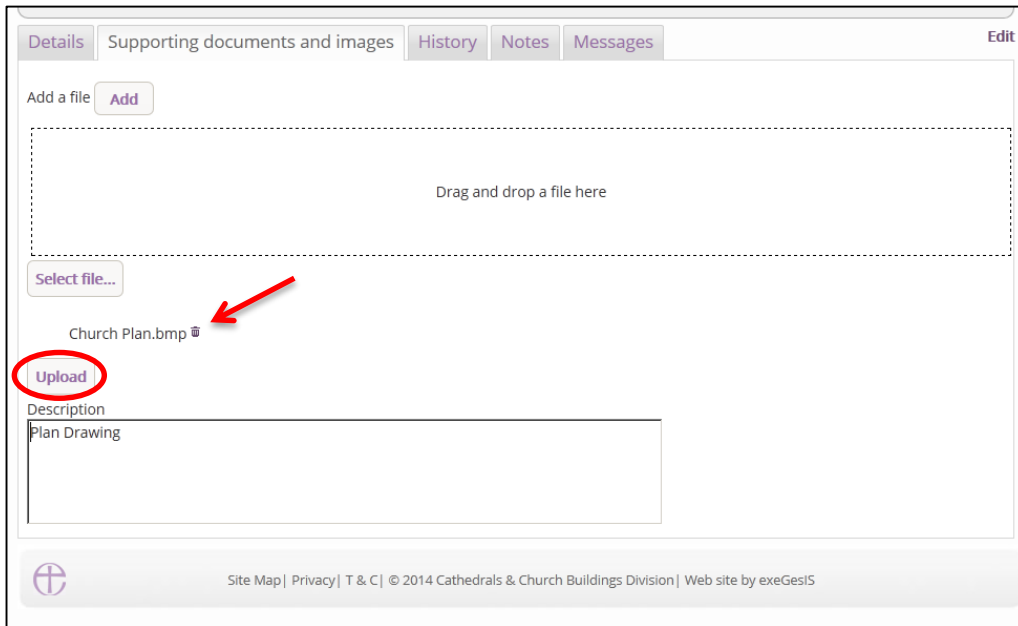 Details Supporting documents and images History Notes Messages Edit
Add a file Add
Drag and drop a file here
Select file...
Church Plan.bmp
Upload
Description
Plan Drawing
Site Map| Privacy| T & C| © 2014 Cathedrals & Church Buildings Division| Web site by exeGesIS